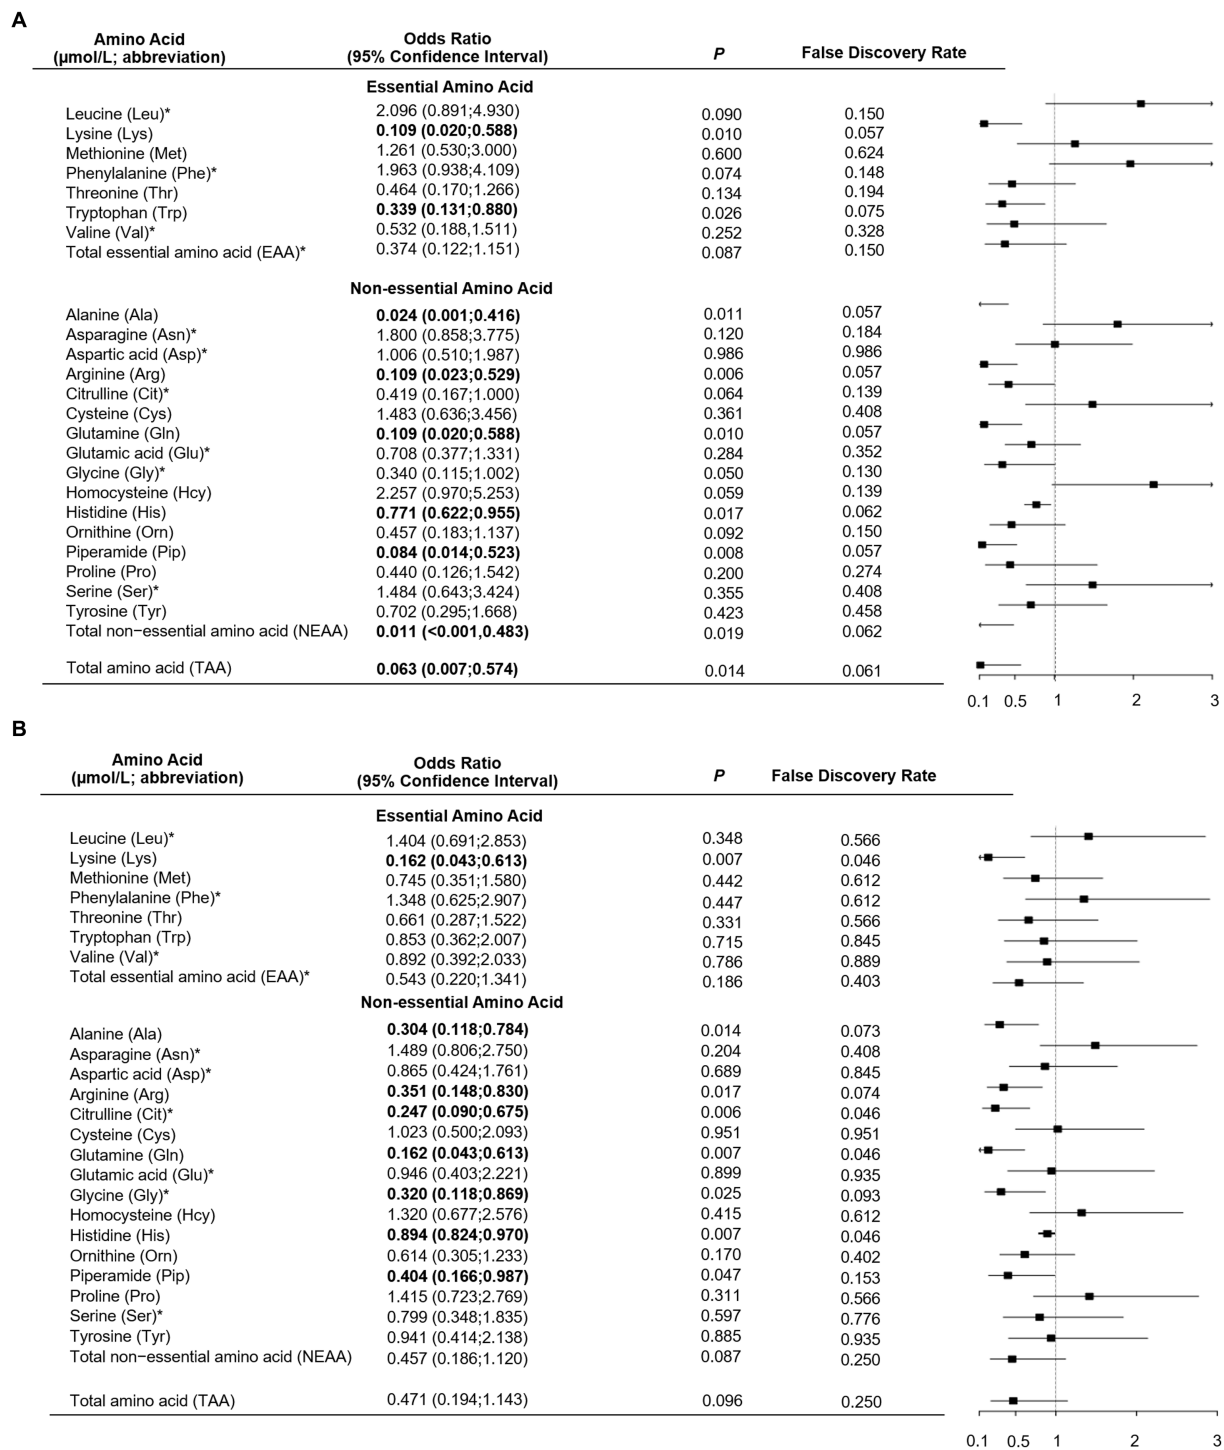 A
Amino Acid
(µmol/L; abbreviation)
Odds Ratio
(95% Confidence Interval)
P
False Discovery Rate
Essential Amino Acid
Leucine (Leu)* 2.096 (0.891;4.930) 0.090 0.150
Lysine (Lys) 0.109 (0.020;0.588) 0.010 0.057
Methionine (Met) 1.261 (0.530;3.000) 0.600 0.624
Phenylalanine (Phe)* 1.963 (0.938;4.109) 0.074 0.148
Threonine (Thr) 0.464 (0.170;1.266) 0.134 0.194
Tryptophan (Trp) 0.339 (0.131;0.880) 0.026 0.075
Valine (Val)* 0.532 (0.188;1.511) 0.252 0.328
Total essential amino acid (EAA)* 0.374 (0.122;1.151) 0.087 0.150
Non-essential Amino Acid
Alanine (Ala) 0.024 (0.001;0.416) 0.011 0.057
Asparagine (Asn)* 1.800 (0.858;3.775) 0.120 0.184
Aspartic acid (Asp)* 1.006 (0.510;1.987) 0.986 0.986
Arginine (Arg) 0.109 (0.023;0.529) 0.006 0.057
Citrulline (Cit)* 0.419 (0.167;1.000) 0.064 0.139
Cysteine (Cys) 1.483 (0.636;3.456) 0.361 0.408
Glutamine (Gln) 0.109 (0.020;0.588) 0.010 0.057
Glutamic acid (Glu)* 0.708 (0.377;1.331) 0.284 0.352
Glycine (Gly)* 0.340 (0.115;1.002) 0.050 0.130
Homocysteine (Hcy) 2.257 (0.970;5.253) 0.059 0.139
Histidine (His) 0.771 (0.622;0.955) 0.017 0.062
Ornithine (Orn) 0.457 (0.183;1.137) 0.092 0.150
Piperamide (Pip) 0.084 (0.014;0.523) 0.008 0.057
Proline (Pro) 0.440 (0.126;1.542) 0.200 0.274
Serine (Ser)* 1.484 (0.643;3.424) 0.355 0.408
Tyrosine (Tyr) 0.702 (0.295;1.668) 0.423 0.458
Total non−essential amino acid (NEAA) 0.011 (<0.001,0.483) 0.019 0.062
Total amino acid (TAA) 0.063 (0.007;0.574) 0.014 0.061
0.1 0.5 1 2 3
B
Amino Acid
(µmol/L; abbreviation)
Odds Ratio
(95% Confidence Interval)
P
False Discovery Rate
Essential Amino Acid
Leucine (Leu)* 1.404 (0.691;2.853) 0.348 0.566
Lysine (Lys) 0.162 (0.043;0.613) 0.007 0.046
Methionine (Met) 0.745 (0.351;1.580) 0.442 0.612
Phenylalanine (Phe)* 1.348 (0.625;2.907) 0.447 0.612
Threonine (Thr) 0.661 (0.287;1.522) 0.331 0.566
Tryptophan (Trp) 0.853 (0.362;2.007) 0.715 0.845
Valine (Val)* 0.892 (0.392;2.033) 0.786 0.889
Total essential amino acid (EAA)* 0.543 (0.220;1.341) 0.186 0.403
Non-essential Amino Acid
Alanine (Ala) 0.304 (0.118;0.784) 0.014 0.073
Asparagine (Asn)* 1.489 (0.806;2.750) 0.204 0.408
Aspartic acid (Asp)* 0.865 (0.424;1.761) 0.689 0.845
Arginine (Arg) 0.351 (0.148;0.830) 0.017 0.074
Citrulline (Cit)* 0.247 (0.090;0.675) 0.006 0.046
Cysteine (Cys) 1.023 (0.500;2.093) 0.951 0.951
Glutamine (Gln) 0.162 (0.043;0.613) 0.007 0.046
Glutamic acid (Glu)* 0.946 (0.403;2.221) 0.899 0.935
Glycine (Gly)* 0.320 (0.118;0.869) 0.025 0.093
Homocysteine (Hcy) 1.320 (0.677;2.576) 0.415 0.612
Histidine (His) 0.894 (0.824;0.970) 0.007 0.046
Ornithine (Orn) 0.614 (0.305;1.233) 0.170 0.402
Piperamide (Pip) 0.404 (0.166;0.987) 0.047 0.153
Proline (Pro) 1.415 (0.723;2.769) 0.311 0.566
Serine (Ser)* 0.799 (0.348;1.835) 0.597 0.776
Tyrosine (Tyr) 0.941 (0.414;2.138) 0.885 0.935
Total non−essential amino acid (NEAA) 0.457 (0.186;1.120) 0.087 0.250
Total amino acid (TAA) 0.471 (0.194;1.143) 0.096 0.250
0.1 0.5 1 2 3